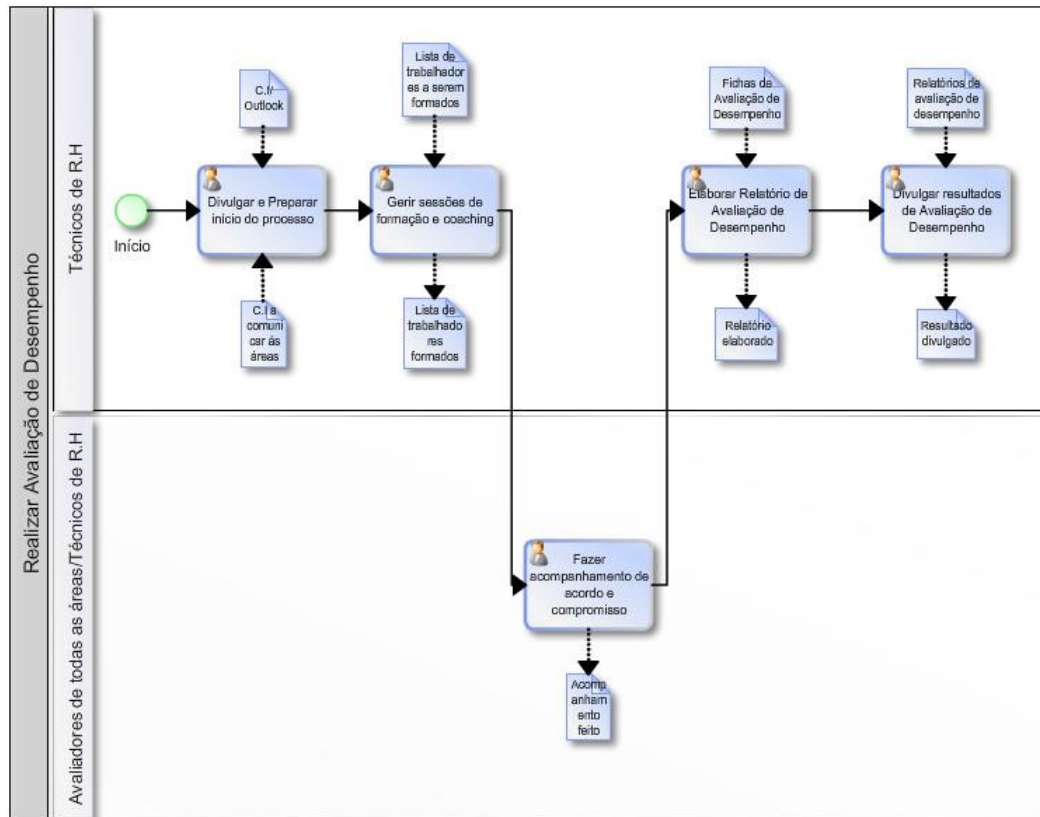 Realizar Avaliação de Desempenho
Técnicos de R.H
Início
C.I/
Outlook
Divulgar e Preparar
início do processo
C.I a
comuni
car ás
áreas
Lista de
trabalhador
es a serem
formados
Gerir sessões de
formação e coaching
Lista de
trabalhado
res
formados
Fichas de
Avaliação de
Desempenho
Elaborar Relatório de
Avaliação de
Desempenho
Relatório
elaborado
Relatórios de
avaliação de
desempenho
Divulgar resultados
de Avaliação de
Desempenho
Resultado
divulgado
Avaliadores de todas as áreas/Técnicos de R.H
Fazer
acompanhamento de
acordo e
compromisso
Acomp
anham
ento
feito